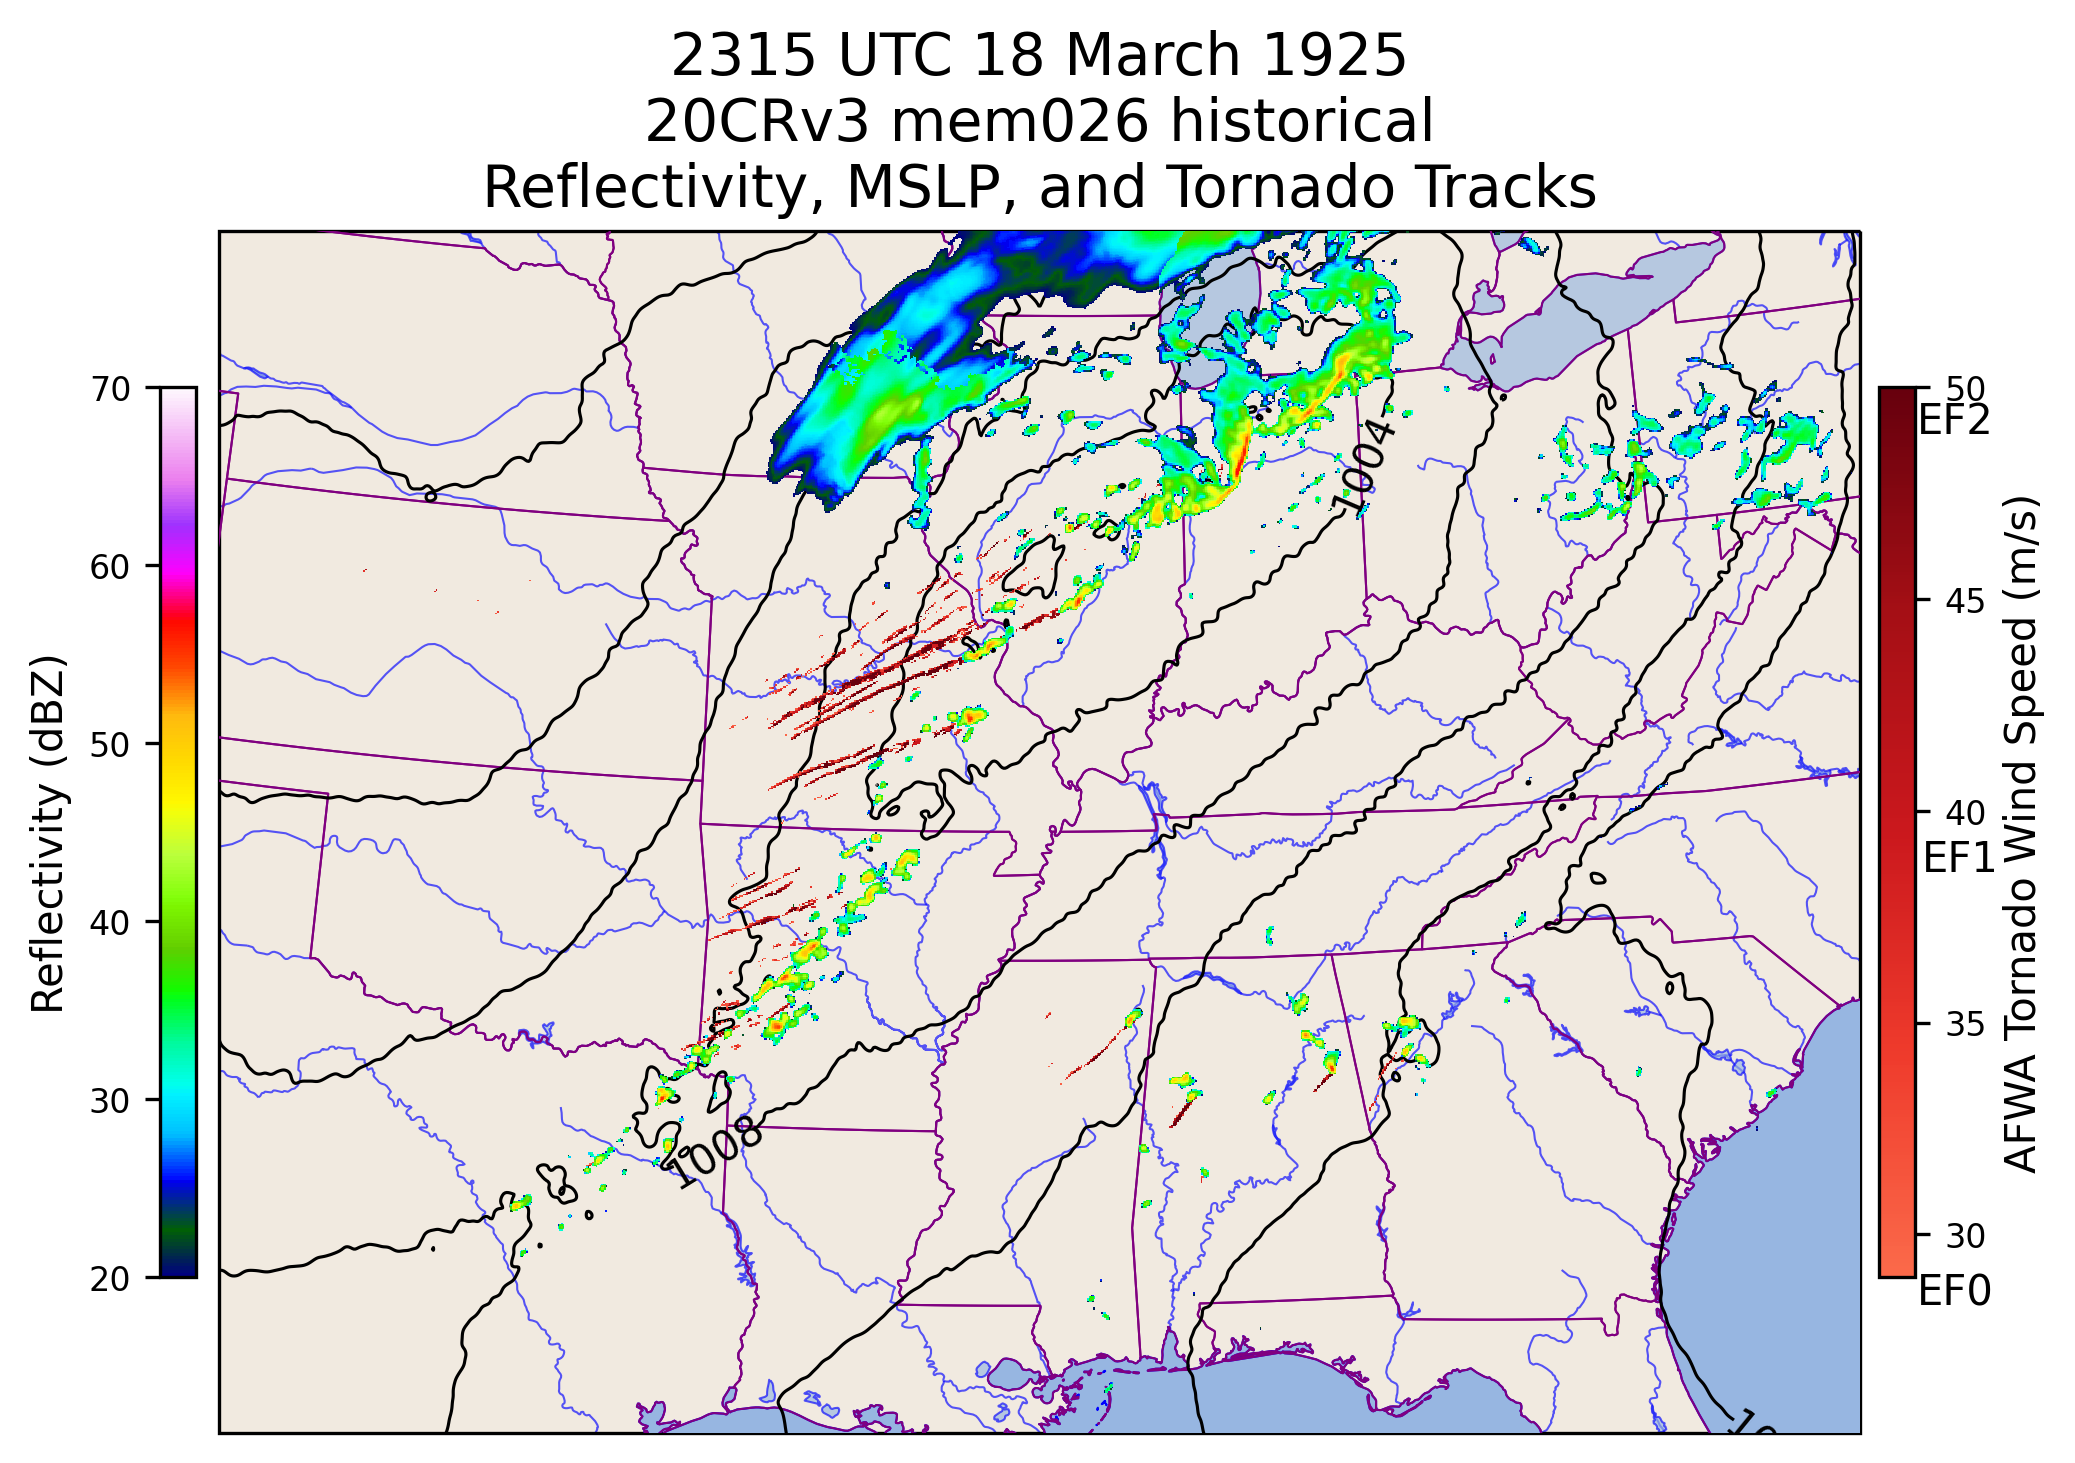 2315 UTC 18 March 1925
20CRv3 mem026 historical
Reflectivity, MSLP, and Tornado Tracks
70
60
50
40
30
20
Reflectivity (dBZ)
1004
1008
50
EF2
45
40
EF1
35
30
EF0
AFWA Tornado Wind Speed (m/s)